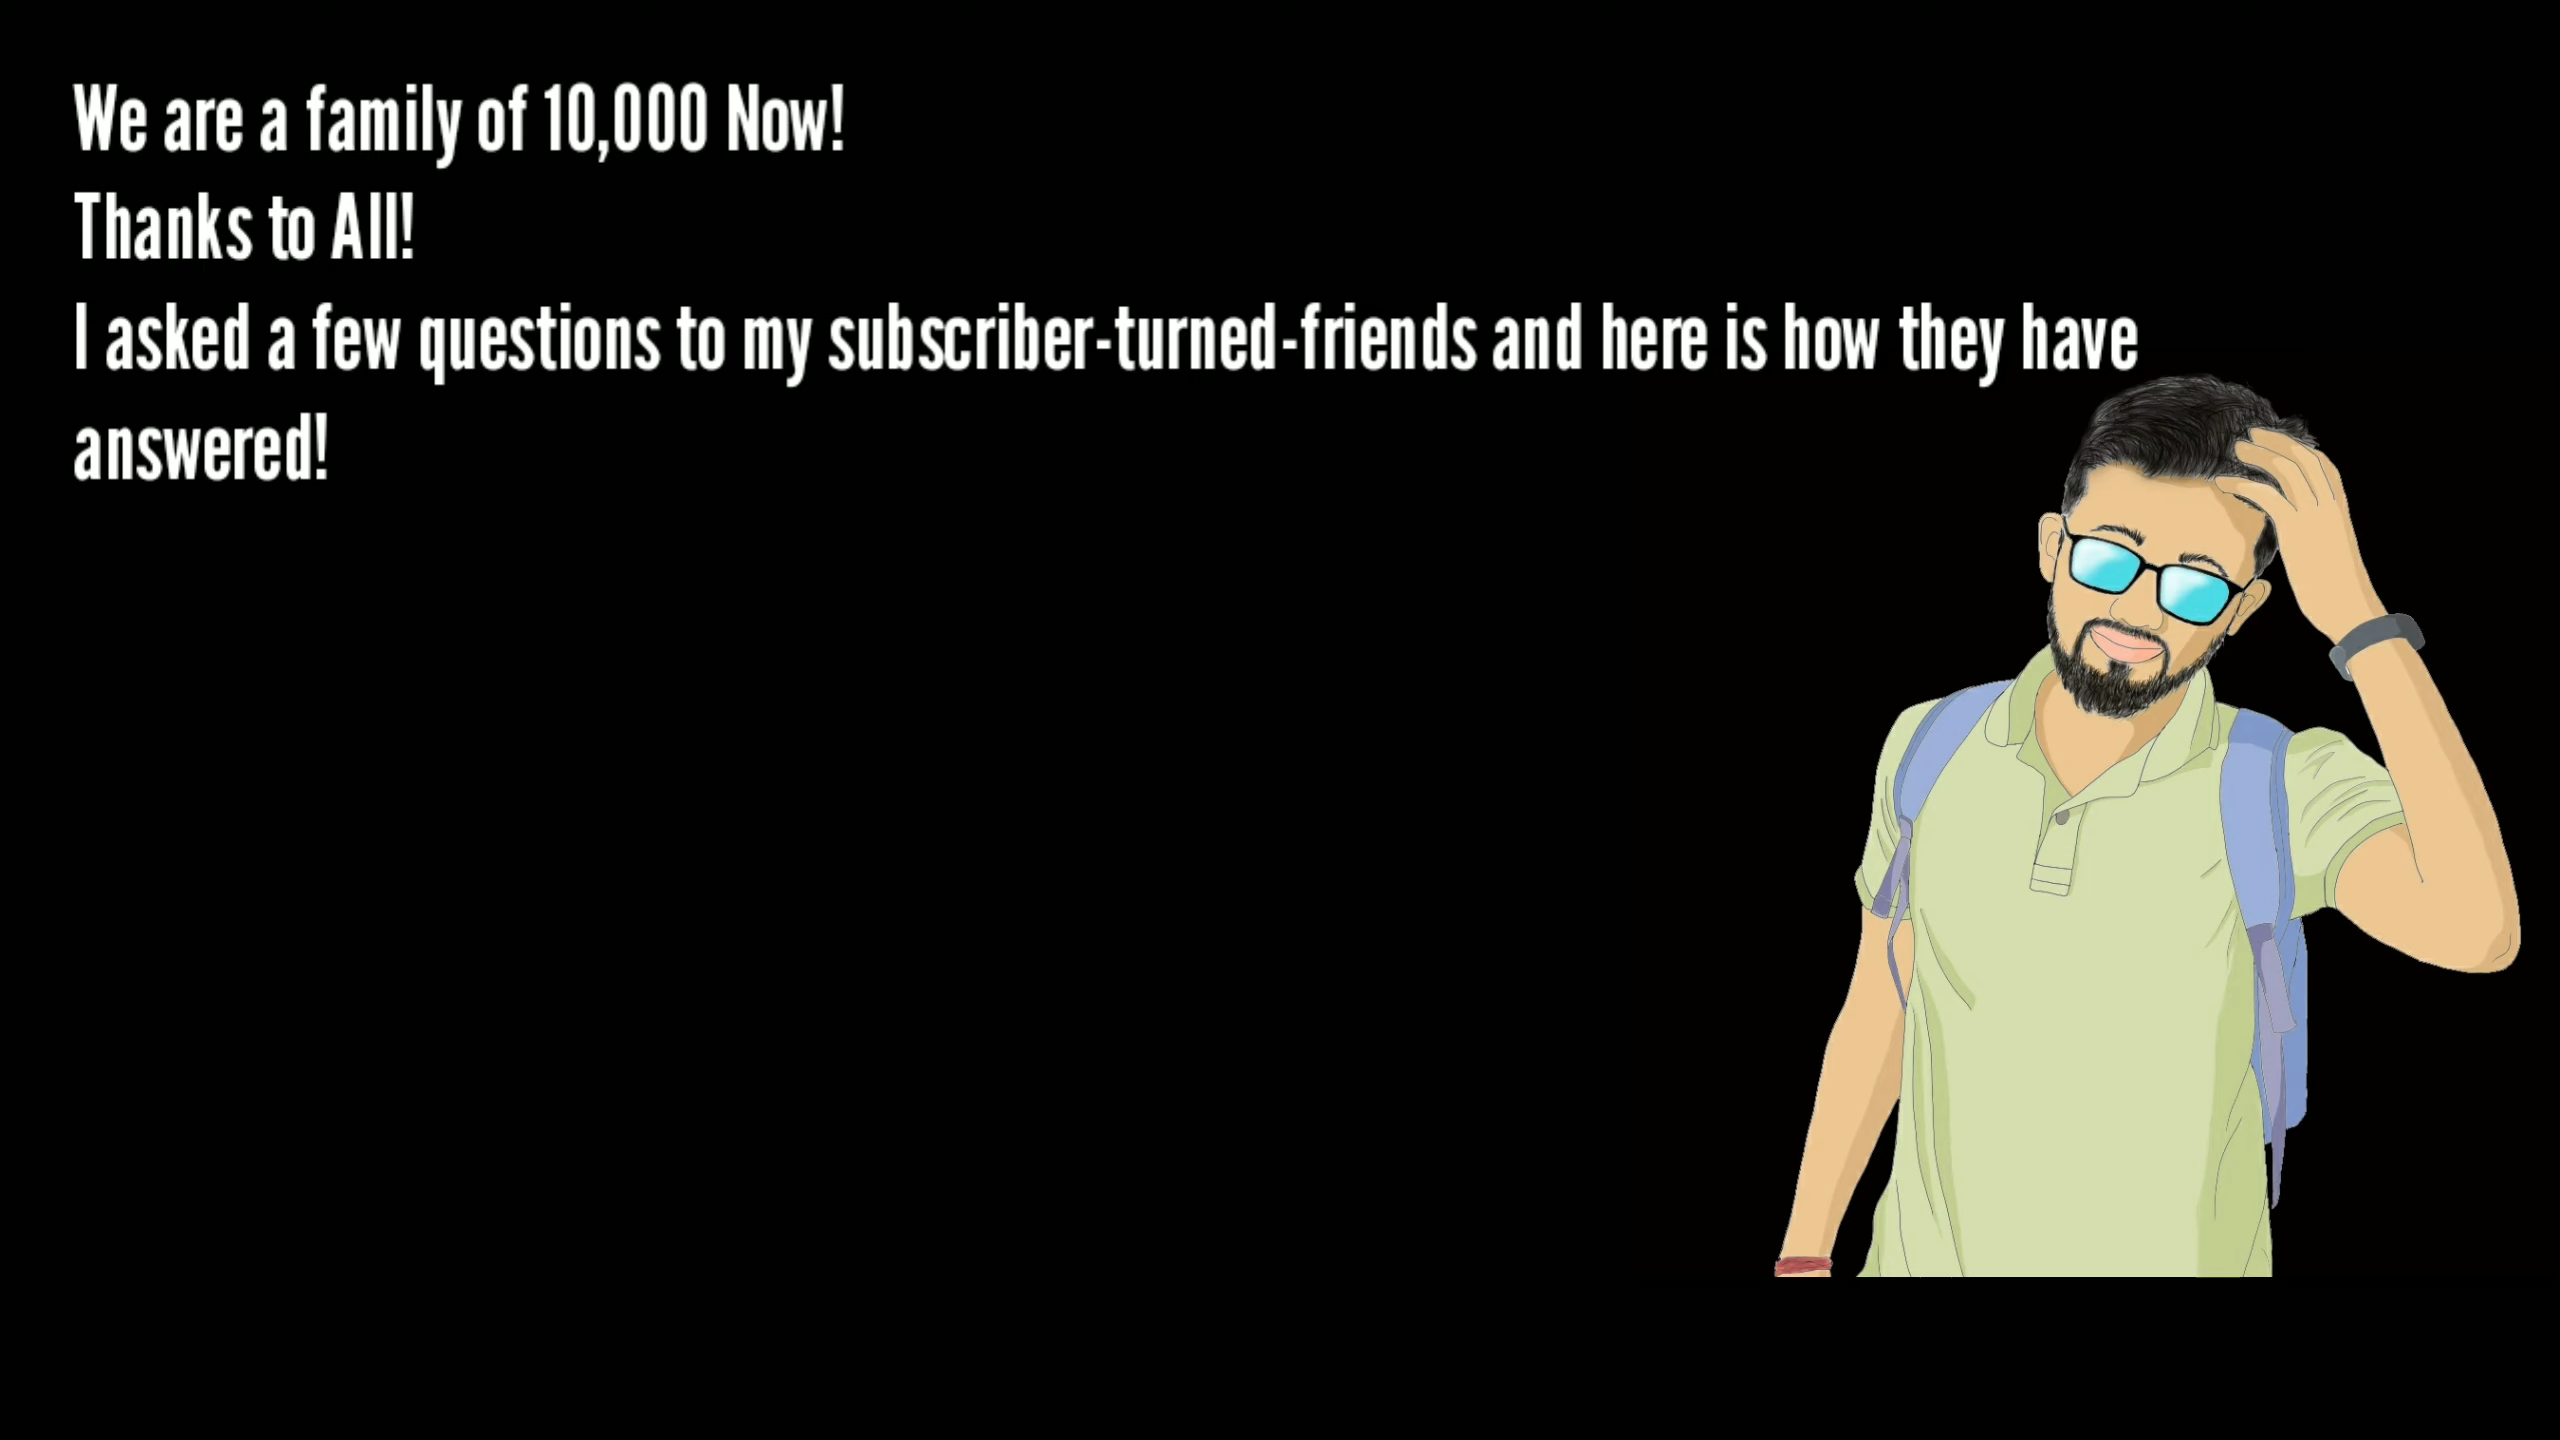 We are a family of 10,000 Now!
Thanks to All!
I asked a few questions to my subscriber-turned-friends and here is how they have
answered!